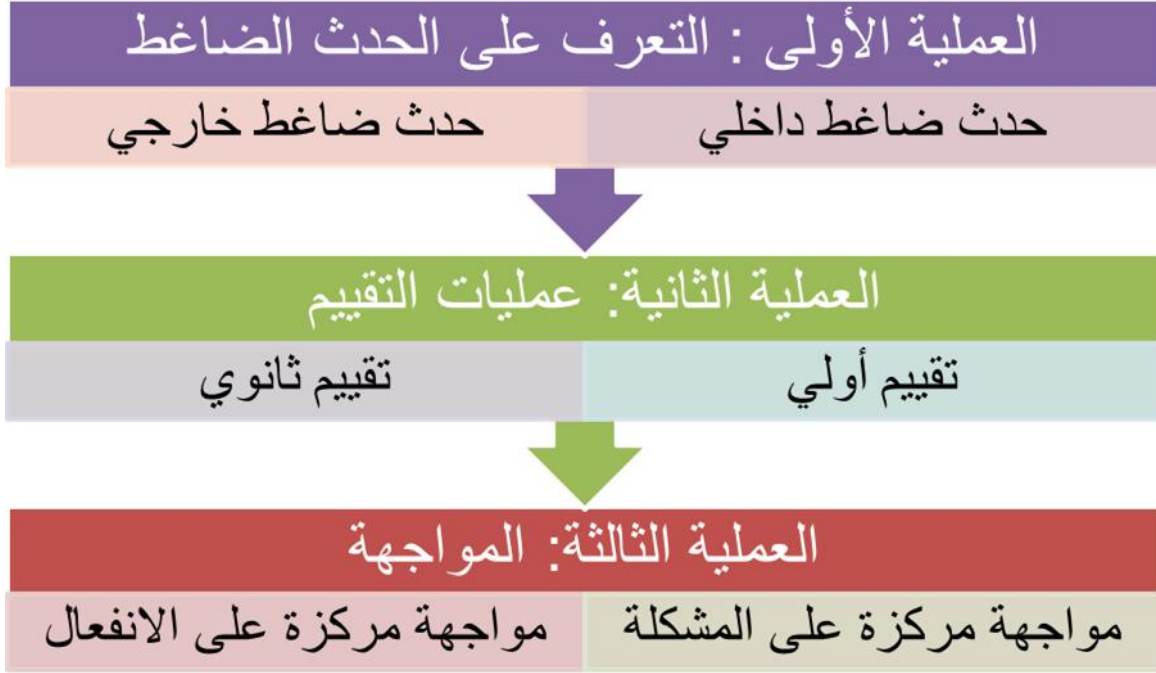 العملية الأولى : التعرف على الحدث الضاغط
حدث ضاغط داخلي
حدث ضاغط خارجي
العملية الثانية: عمليات التقييم
تقييم أولي
تقييم ثانوي
العملية الثالثة: المواجهة
مواجهة مركزة على المشكلة
مواجهة مركزة على الانفعال